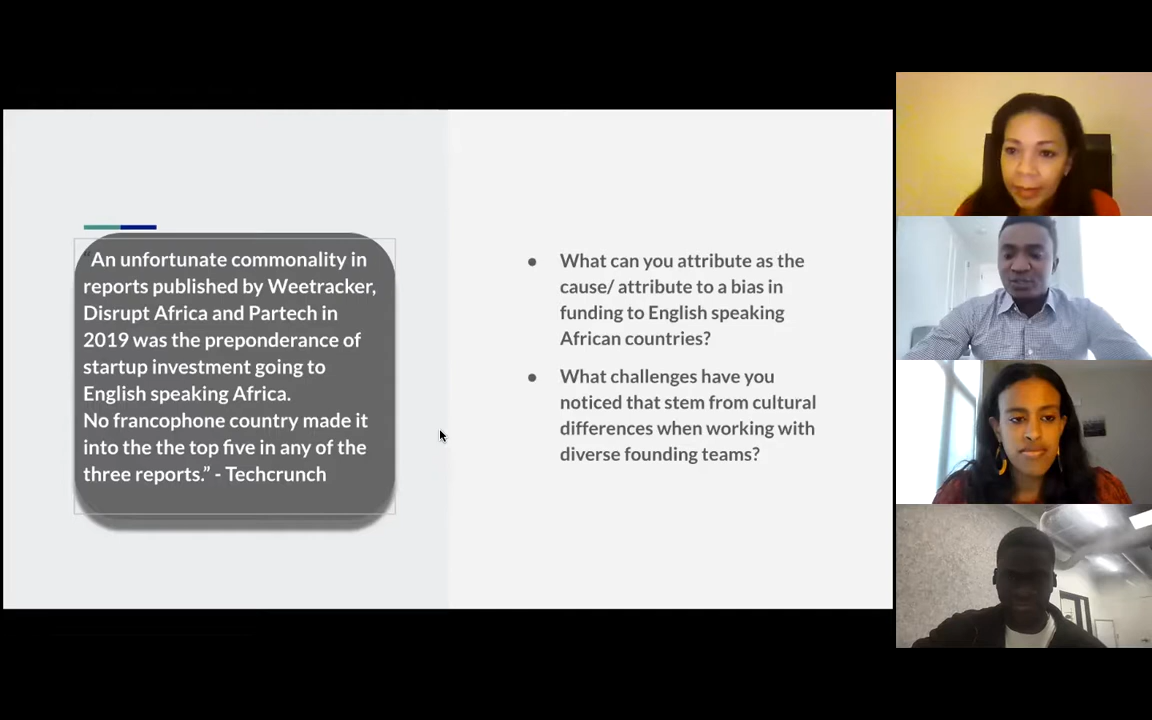 “ An unfortunate commonality in
reports published by Weetracker,
Disrupt Africa and Partech in
2019 was the preponderance of
startup investment going to
English speaking Africa.
No francophone country made it
into the the top five in any of the
three reports.” - Techcrunch
● What can you attribute as the
cause/ attribute to a bias in
funding to English speaking
African countries?
● What challenges have you
noticed that stem from cultural
differences when working with
diverse founding teams?